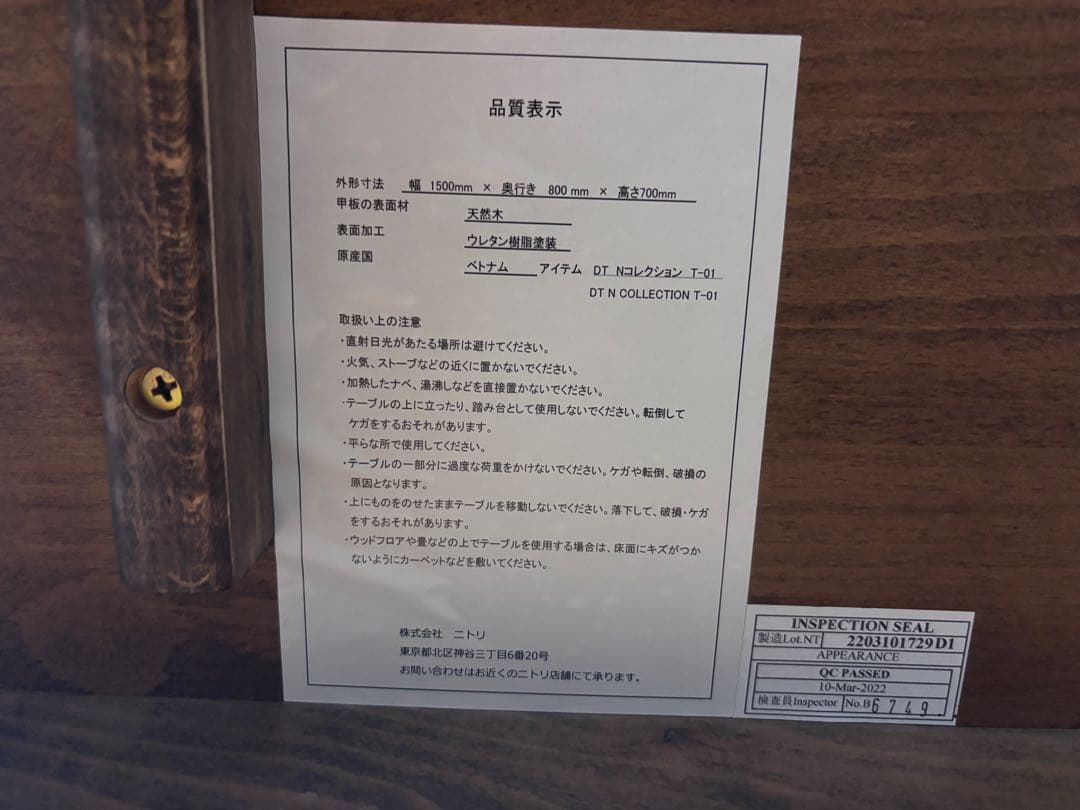 品質表示
外形寸法 幅 1500mm × 奥行き 800 mm × 高さ700mm
甲板の表面材 天然木
表面加工 ウレタン樹脂塗装
原産国 ベトナム アイテム DT Nコレクション T-01
DT N COLLECTION T-01
取扱い上の注意
・直射日光があたる場所は避けてください。
・火気、ストーブなどの近くに置かないでください。
・加熱したナベ、湯沸しなどを直接置かないでください。
・テーブルの上に立ったり、踏み台として使用しないでください。転倒して
ケガをするおそれがあります。
・平らな所で使用してください。
・テーブルの一部分に過度な荷重をかけないでください。ケガや転倒、破損の
原因となります。
・上にものをのせたままテーブルを移動しないでください。落下して、破損・ケガ
をするおそれがあります。
・ウッドフロアや畳などの上でテーブルを使用する場合は、床面にキズがつか
ないようにカーペットなどを敷いてください。
株式会社 ニトリ
東京都北区神谷三丁目6番20号
お問い合わせはお近くのニトリ店舗にて承ります。
INSPECTION SEAL
製造Lot.NT 2203101729D1
APPEARANCE
QC PASSED
10-Mar-2022
検査員Inspector No.B6749